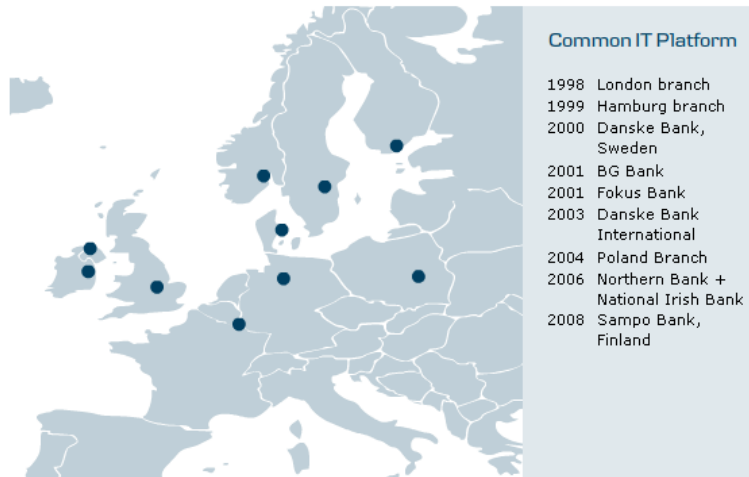 Common IT Platform
1998 London branch
1999 Hamburg branch
2000 Danske Bank,
Sweden
2001 BG Bank
2001 Fokus Bank
2003 Danske Bank
International
2004 Poland Branch
2006 Northern Bank +
National Irish Bank
2008 Sampo Bank,
Finland